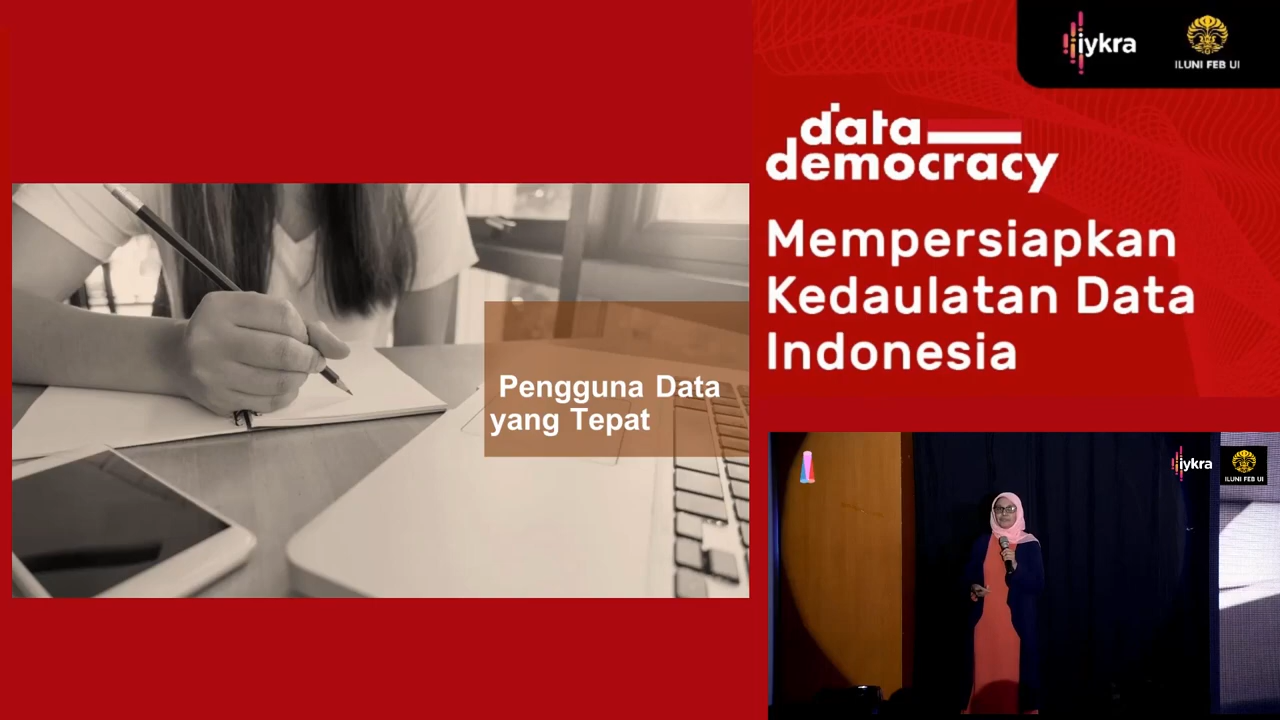 iykra
ILUNI FEB UI
data
democracy
Mempersiapkan
Kedaulatan Data
Indonesia
Pengguna Data
yang Tepat
iykra
ILUNI FEB UI